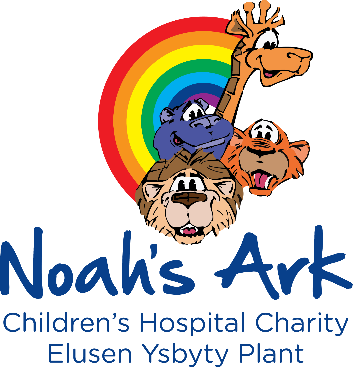 Noah's Ark
Children's Hospital Charity
Elusen Ysbyty Plant